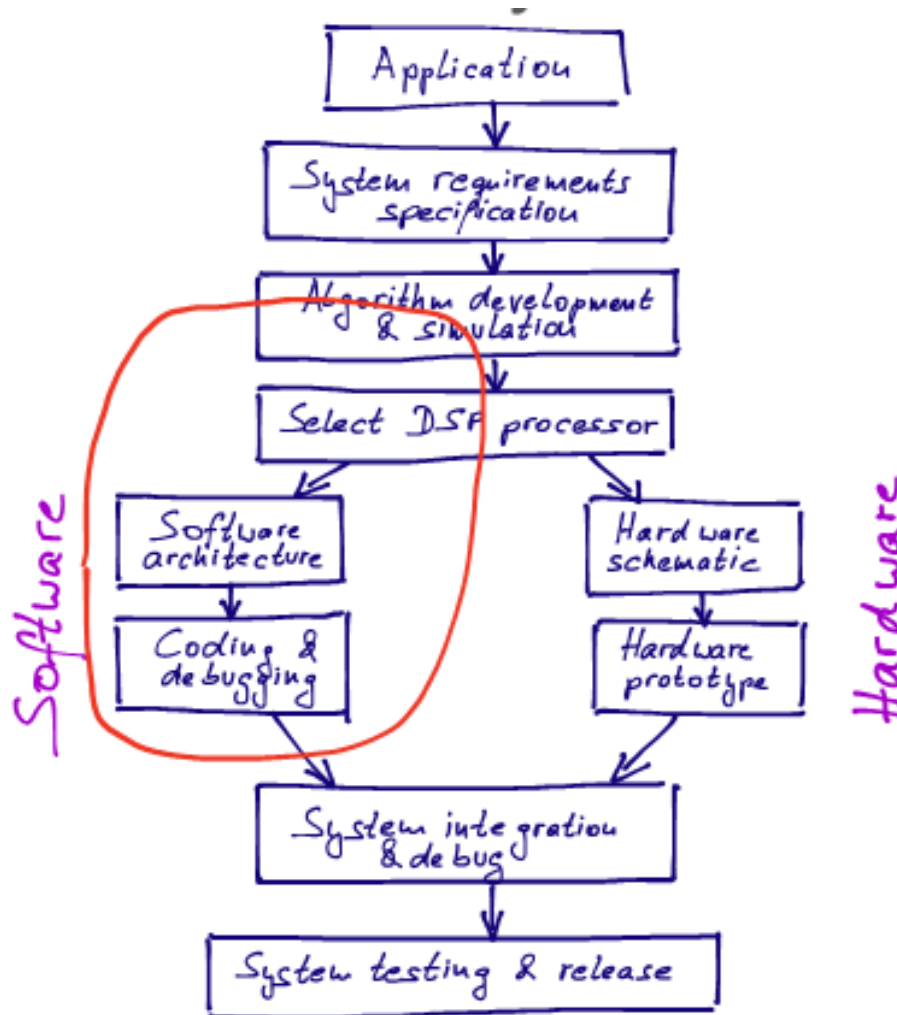 Application
System requirements
specification
Algorithm development
& simulation
Select DSP processor
Software
Software
architecture
Hardware
schematic
Hardware
Coding &
debugging
Hardware
prototype
System integration
& debug
System testing & release